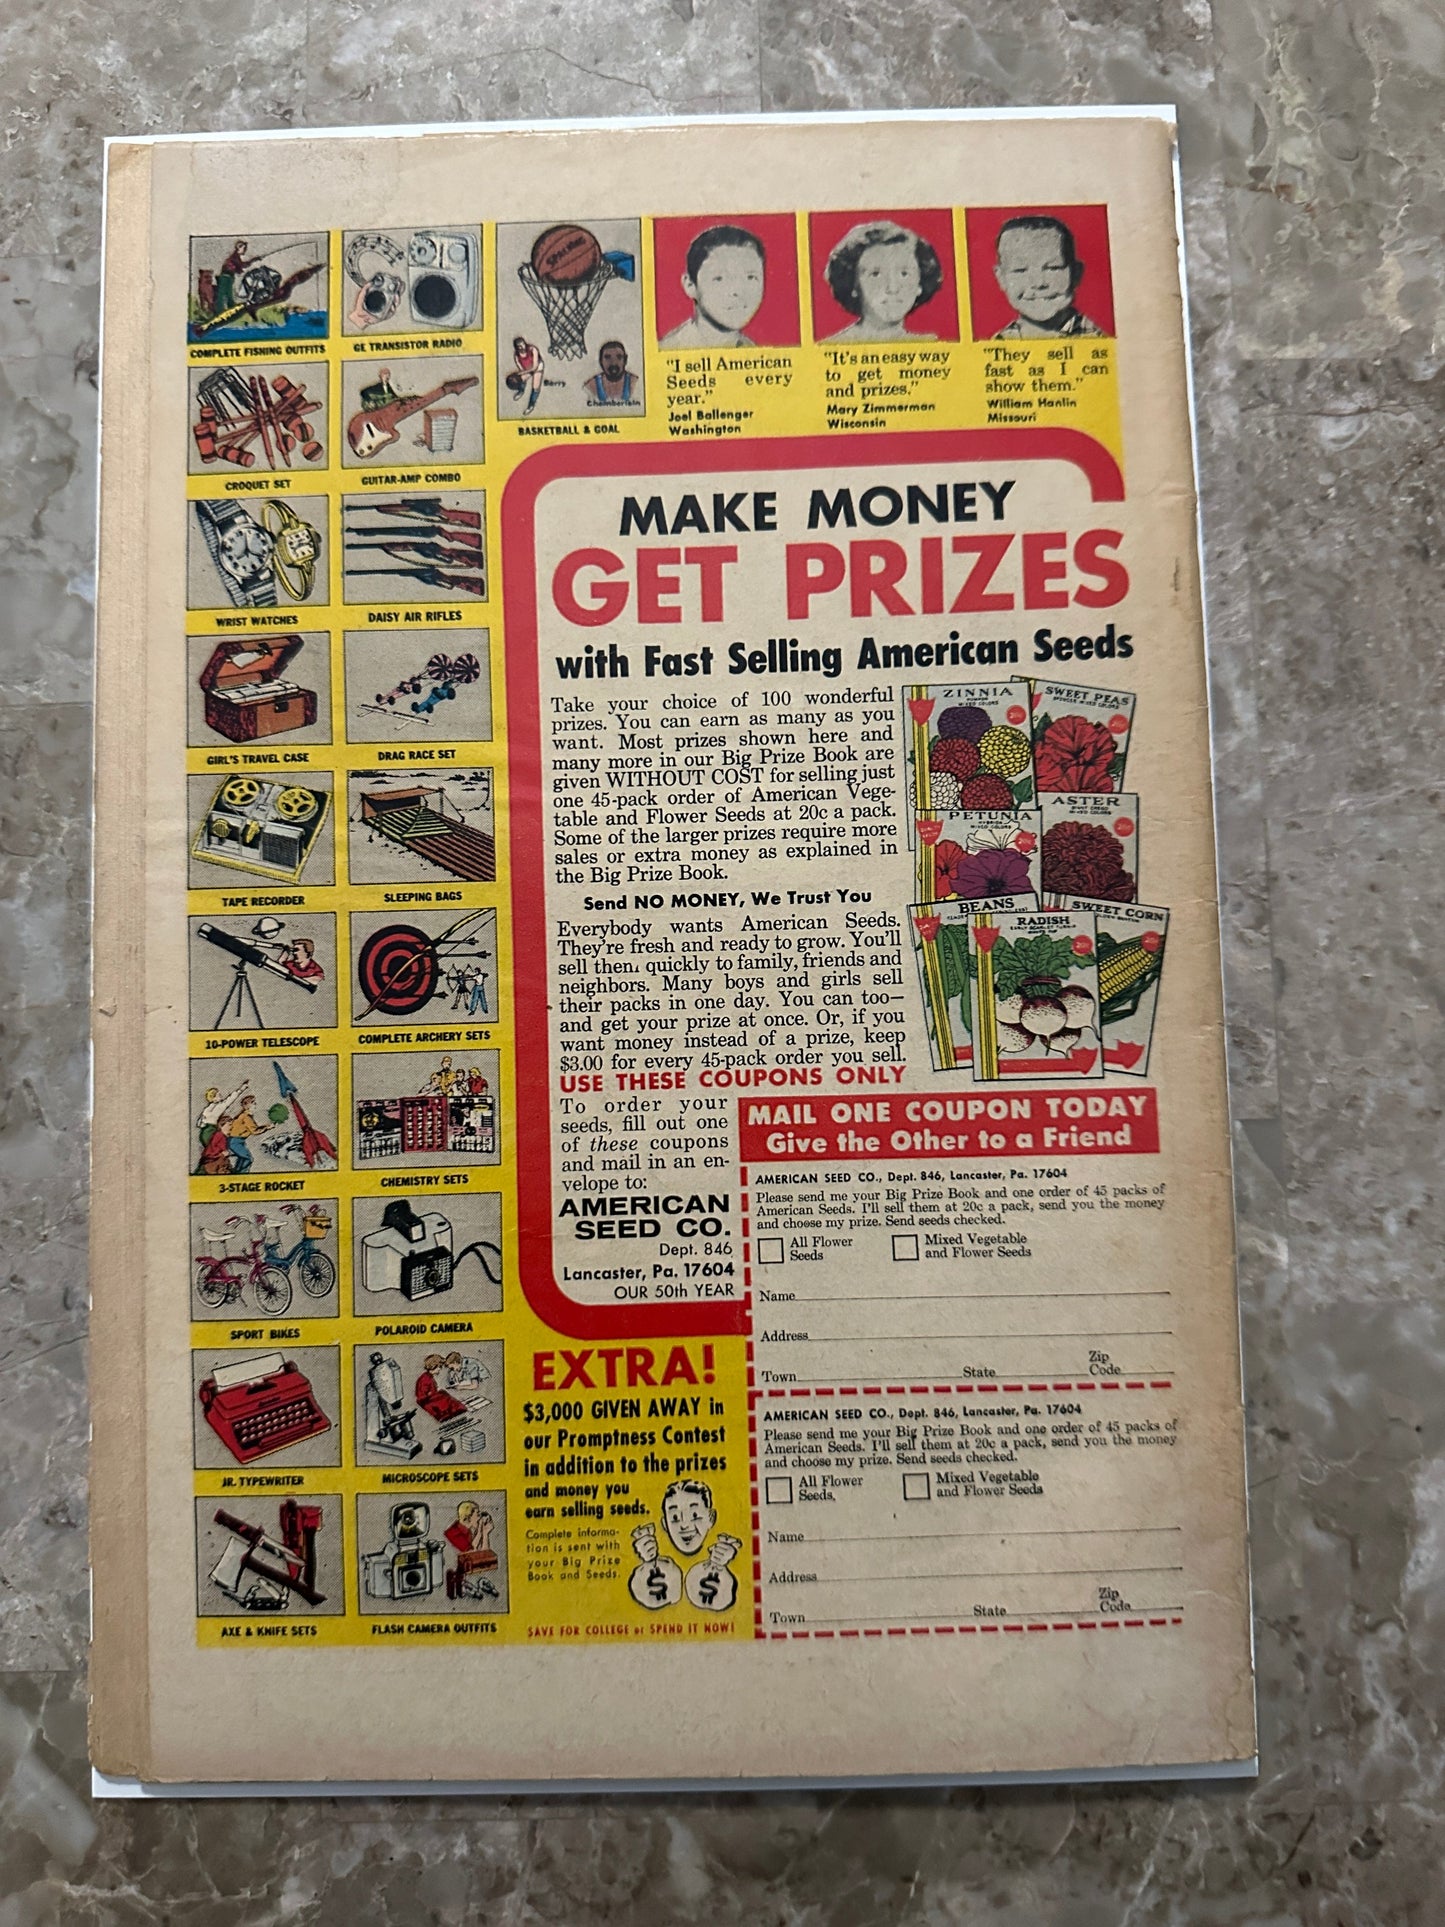 COMPLETE FISHING OUTFITS
GE TRANSISTOR RADIO
SPALDING
Barry
Chamberlain
BASKETBALL & GOAL
"I sell American
Seeds every
year."
Joel Ballenger
Washington
"It's an easy way
to get money
and prizes."
Mary Zimmerman
Wisconsin
"They sell as
fast as I can
show them."
William Hanlin
Missouri
CROQUET SET
GUITAR-AMP COMBO
WRIST WATCHES
DAISY AIR RIFLES
GIRL'S TRAVEL CASE
DRAG RACE SET
TAPE RECORDER
SLEEPING BAGS
10-POWER TELESCOPE
COMPLETE ARCHERY SETS
3-STAGE ROCKET
CHEMISTRY SETS
SPORT BIKES
POLAROID CAMERA
JR. TYPEWRITER
MICROSCOPE SETS
AXE & KNIFE SETS
FLASH CAMERA OUTFITS
MAKE MONEY
GET PRIZES
with Fast Selling American Seeds
Take your choice of 100 wonderful
prizes. You can earn as many as you
want. Most prizes shown here and
many more in our Big Prize Book are
given WITHOUT COST for selling just
one 45-pack order of American Vege-
table and Flower Seeds at 20c a pack.
Some of the larger prizes require more
sales or extra money as explained in
the Big Prize Book.
Send NO MONEY, We Trust You
Everybody wants American Seeds.
They're fresh and ready to grow. You'll
sell them quickly to family, friends and
neighbors. Many boys and girls sell
their packs in one day. You can too—
and get your prize at once. Or, if you
want money instead of a prize, keep
$3.00 for every 45-pack order you sell.
USE THESE COUPONS ONLY
To order your
seeds, fill out one
of these coupons
and mail in an en-
velope to:
AMERICAN
SEED CO.
Dept. 846
Lancaster, Pa. 17604
OUR 50th YEAR
ZINNIA
MIXED COLORS
SWEET PEAS
SPENCER MIXED COLORS
PETUNIA
MIXED COLORS
ASTER
MIXED COLORS
BEANS
RADISH
SWEET CORN
MAIL ONE COUPON TODAY
Give the Other to a Friend
AMERICAN SEED CO., Dept. 846, Lancaster, Pa. 17604
Please send me your Big Prize Book and one order of 45 packs of
American Seeds. I'll sell them at 20c a pack, send you the money
and choose my prize. Send seeds checked.
All Flower
Seeds
Mixed Vegetable
and Flower Seeds
Name
Address
Town State Zip Code
AMERICAN SEED CO., Dept. 846, Lancaster, Pa. 17604
Please send me your Big Prize Book and one order of 45 packs of
American Seeds. I'll sell them at 20c a pack, send you the money
and choose my prize. Send seeds checked.
All Flower
Seeds,
Mixed Vegetable
and Flower Seeds
Name
Address
Town State Zip Code
EXTRA!
$3,000 GIVEN AWAY in
our Promptness Contest
in addition to the prizes
and money you
earn selling seeds.
Complete informa-
tion is sent with
your Big Prize
Book and Seeds.
$ $
SAVE FOR COLLEGE or SPEND IT NOW!